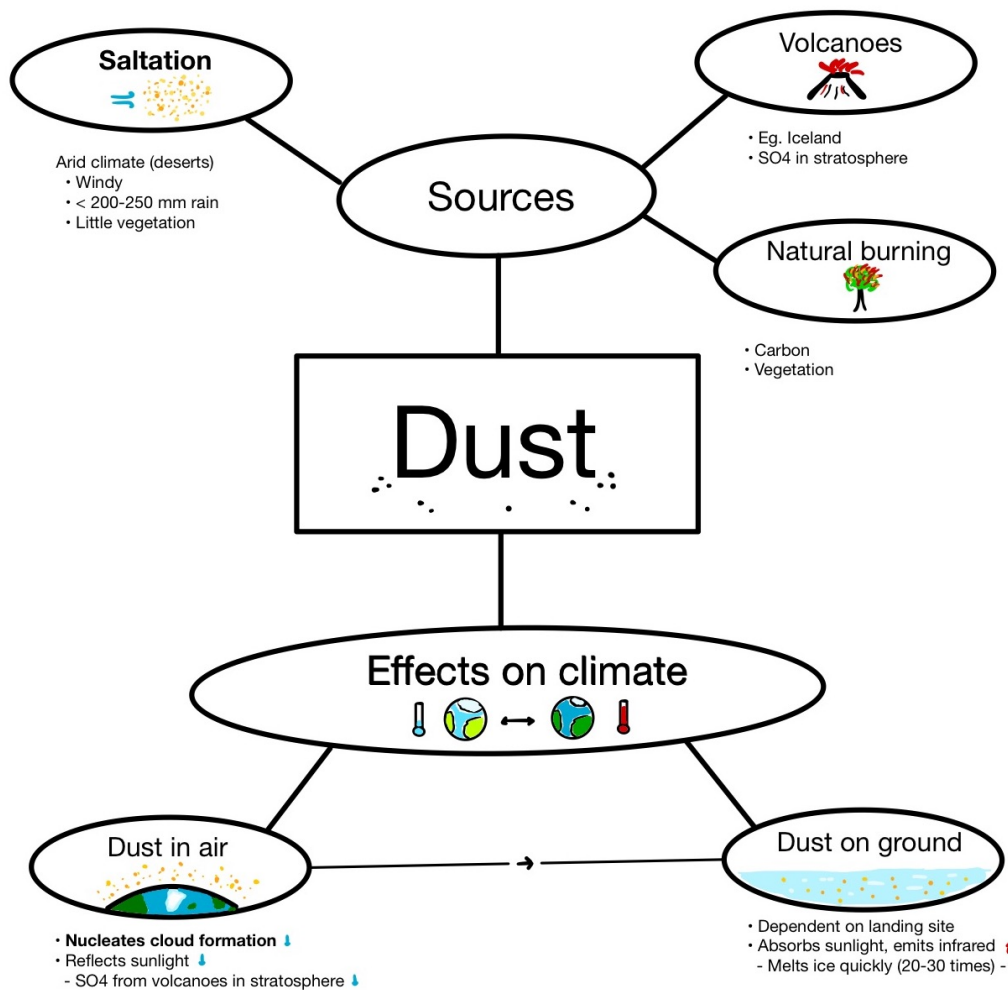 Saltation
Arid climate (deserts)
• Windy
• < 200-250 mm rain
• Little vegetation
Volcanoes
• Eg. Iceland
• SO4 in stratosphere
Sources
Natural burning
• Carbon
• Vegetation
Dust
Effects on climate
Dust in air
• Nucleates cloud formation
• Reflects sunlight
- SO4 from volcanoes in stratosphere
Dust on ground
• Dependent on landing site
• Absorbs sunlight, emits infrared
- Melts ice quickly (20-30 times) -